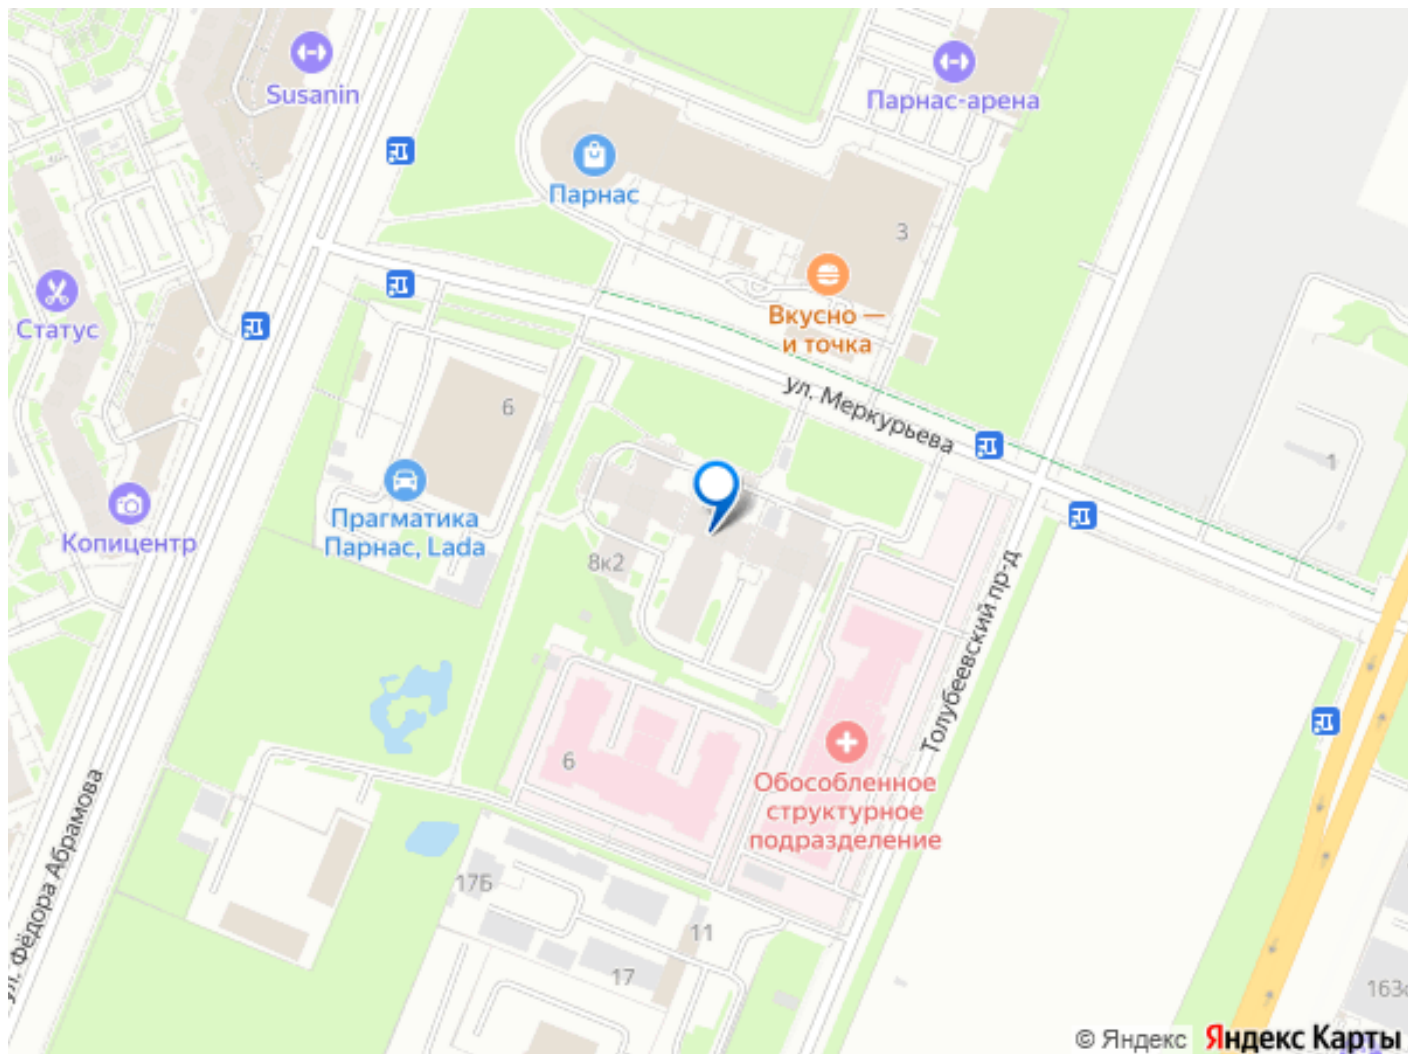 Susanin
Парнас-арена
Парнас
3
Вкусно —
и точка
Статус
ул. Меркурьева
6
1
Прагматика
Парнас, Lada
Копицентр
8к2
Толубеевский пр-д
6
Обособленное
структурное
подразделение
ул. Фёдора Абрамова
17Б
11
17
163
© Яндекс Яндекс Карты